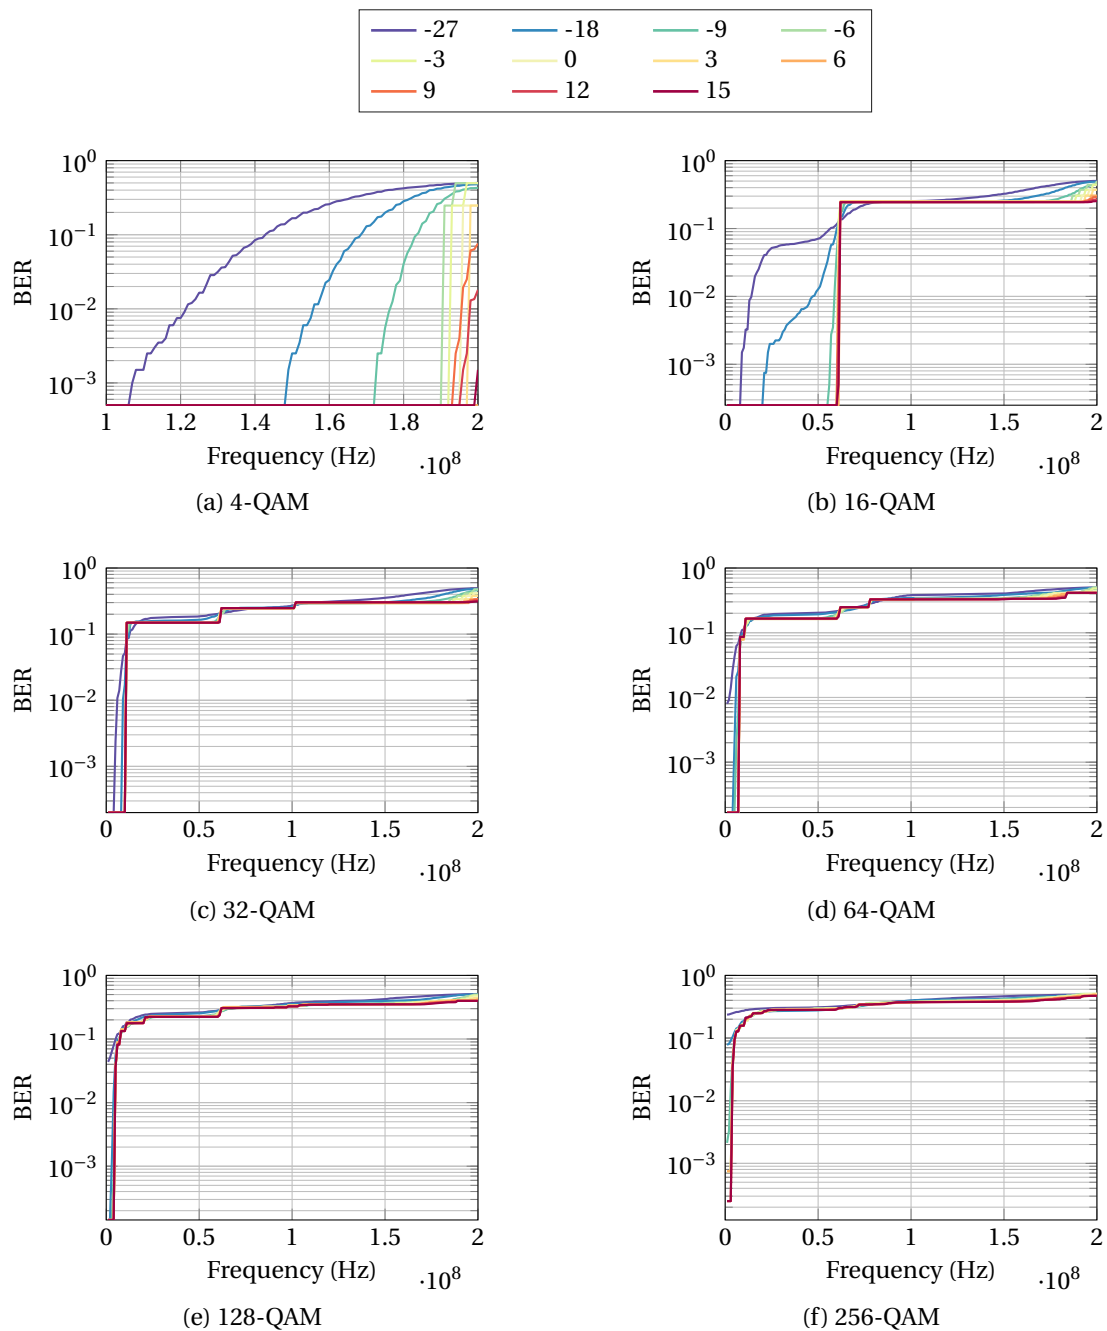 -27 -18 -9 -6
-3 0 3 6
9 12 15
10^0
10^−1
10^−2
10^−3
BER
1 1.2 1.4 1.6 1.8 2
Frequency (Hz) ·10^8
(a) 4-QAM
10^0
10^−1
10^−2
10^−3
BER
0 0.5 1 1.5 2
Frequency (Hz) ·10^8
(b) 16-QAM
10^0
10^−1
10^−2
10^−3
BER
0 0.5 1 1.5 2
Frequency (Hz) ·10^8
(c) 32-QAM
10^0
10^−1
10^−2
10^−3
BER
0 0.5 1 1.5 2
Frequency (Hz) ·10^8
(d) 64-QAM
10^0
10^−1
10^−2
10^−3
BER
0 0.5 1 1.5 2
Frequency (Hz) ·10^8
(e) 128-QAM
10^0
10^−1
10^−2
10^−3
BER
0 0.5 1 1.5 2
Frequency (Hz) ·10^8
(f) 256-QAM